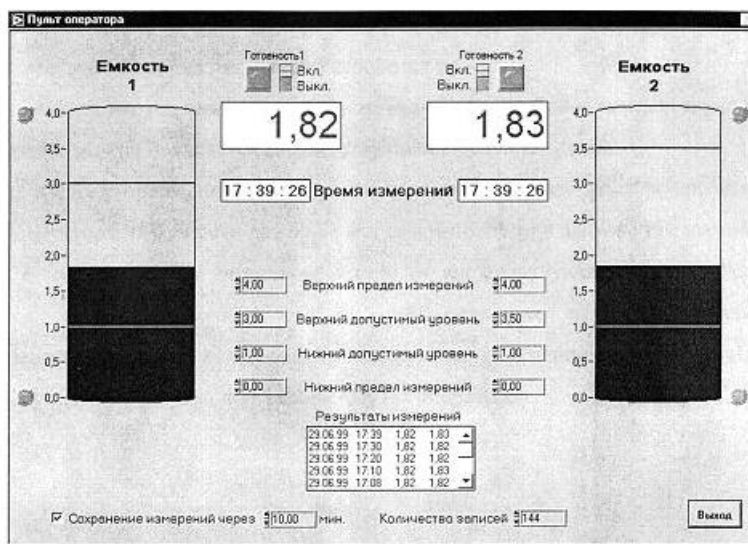 Пульт оператора
Емкость
1
Готовность1
Вкл.
Выкл.
Готовность 2
Вкл.
Выкл.
Емкость
2
1,82
1,83
4,0
3,5
3,0
2,5
2,0
1,5
1,0
0,5
0,0
4,0
3,5
3,0
2,5
2,0
1,5
1,0
0,5
0,0
17 : 39 : 26 Время измерений 17 : 39 : 26
4,00 Верхний предел измерений 4,00
3,00 Верхний допустимый уровень 3,50
1,00 Нижний допустимый уровень 1,00
0,00 Нижний предел измерений 0,00
Результаты измерений
29.06.99 17.39 1,82 1,83
29.06.99 17.30 1,82 1,82
29.06.99 17.20 1,82 1,82
29.06.99 17.10 1,82 1,83
29.06.99 17.08 1,82 1,82
Сохранение измерений через 10,00 мин. Количество записей 144
Выход